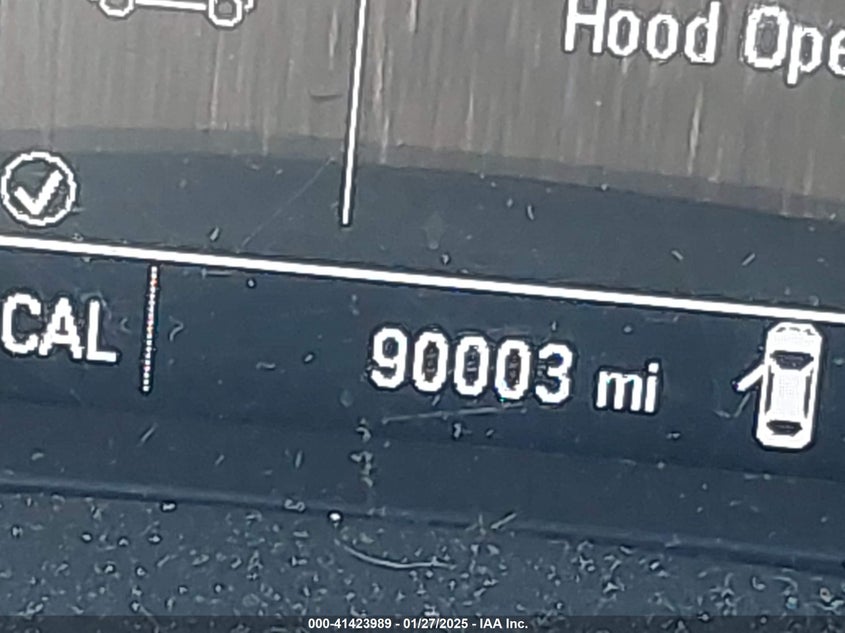 Hood Ope
CAL
90003 mi
000-41423989 - 01/27/2025 - IAA Inc.